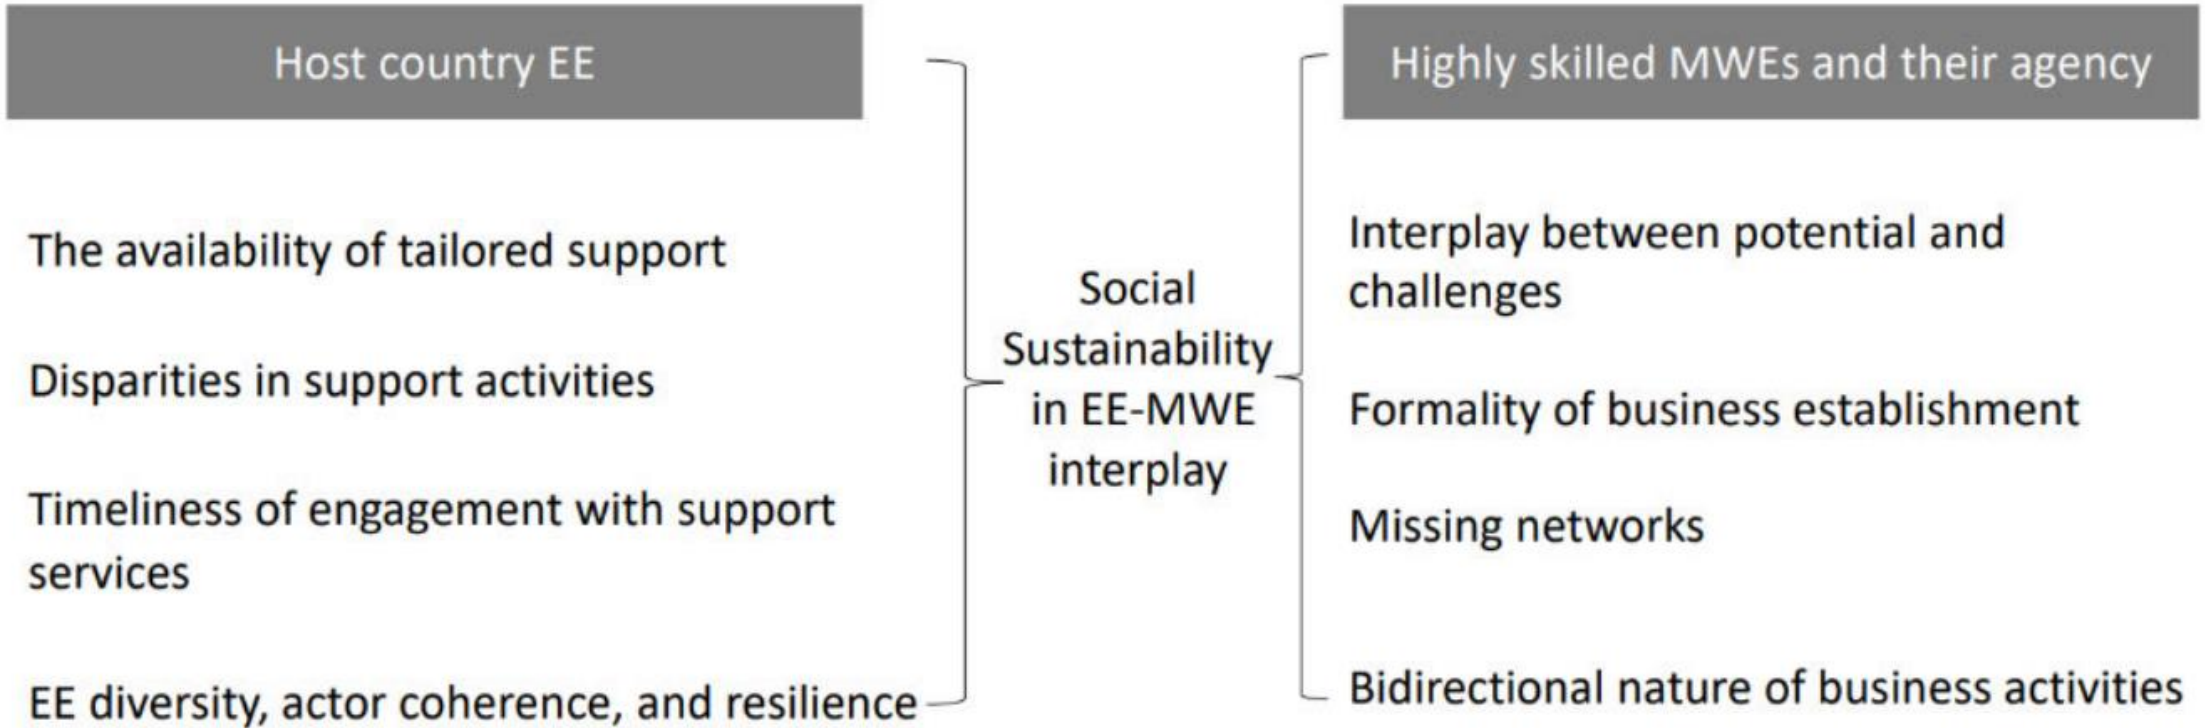 Host country EE
The availability of tailored support
Disparities in support activities
Timeliness of engagement with support
services
EE diversity, actor coherence, and resilience
Social
Sustainability
in EE-MWE
interplay
Highly skilled MWEs and their agency
Interplay between potential and
challenges
Formality of business establishment
Missing networks
Bidirectional nature of business activities